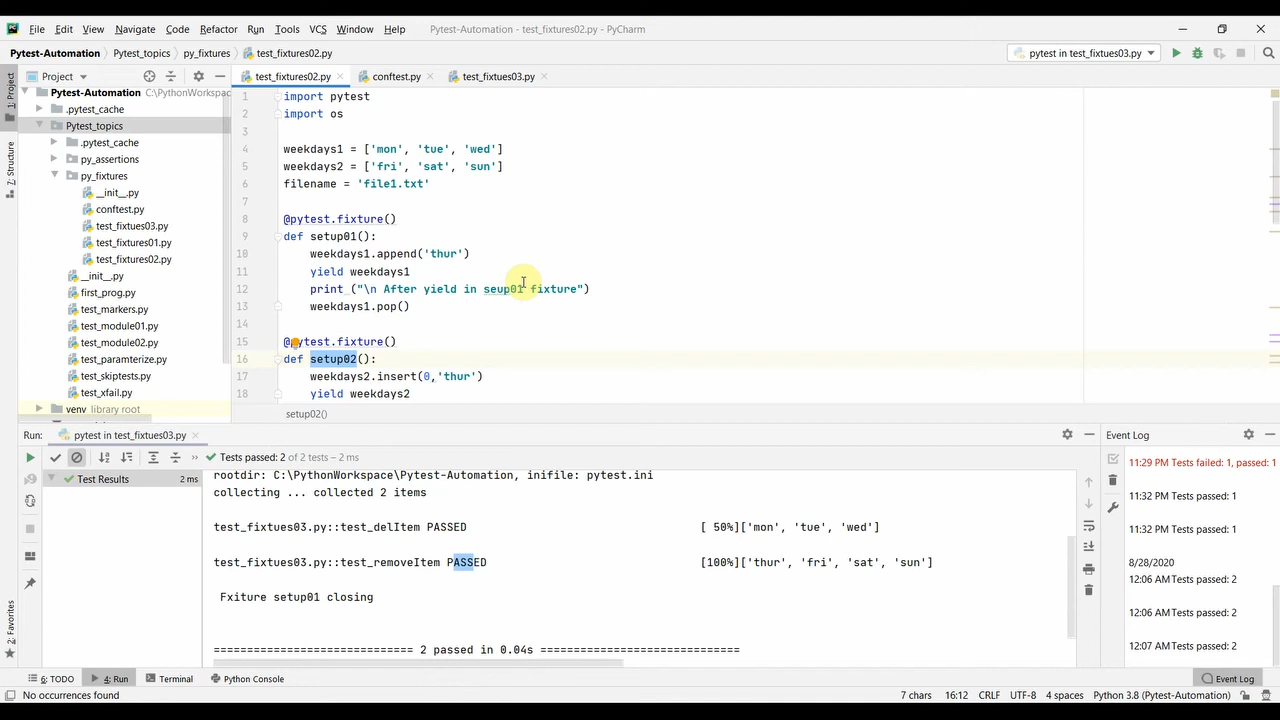 File Edit View Navigate Code Refactor Run Tools VCS Window Help Pytest-Automation - test_fixtures02.py - PyCharm
Pytest-Automation Pytest_topics py_fixtures test_fixtures02.py pytest in test_fixtues03.py
Project
test_fixtures02.py conftest.py test_fixtues03.py
1: Project
7: Structure
2: Favorites
Pytest-Automation C:\PythonWorkspac
.pytest_cache
Pytest_topics
.pytest_cache
py_assertions
py_fixtures
__init__.py
conftest.py
test_fixtues03.py
test_fixtures01.py
test_fixtures02.py
__init__.py
first_prog.py
test_markers.py
test_module01.py
test_module02.py
test_paramterize.py
test_skiptests.py
test_xfail.py
venv library root
1 import pytest
2 import os
3
4 weekdays1 = ['mon', 'tue', 'wed']
5 weekdays2 = ['fri', 'sat', 'sun']
6 filename = 'file1.txt'
7
8 @pytest.fixture()
9 def setup01():
10 weekdays1.append('thur')
11 yield weekdays1
12 print ("\n After yield in seup01 fixture")
13 weekdays1.pop()
14
15 @pytest.fixture()
16 def setup02():
17 weekdays2.insert(0,'thur')
18 yield weekdays2
setup02()
Run: pytest in test_fixtues03.py
Tests passed: 2 of 2 tests – 2 ms
Test Results 2 ms
rootdir: C:\PythonWorkspace\Pytest-Automation, inifile: pytest.ini
collecting ... collected 2 items
test_fixtues03.py::test_delItem PASSED [ 50%]['mon', 'tue', 'wed']
test_fixtues03.py::test_removeItem PASSED [100%]['thur', 'fri', 'sat', 'sun']
Fxiture setup01 closing
============================== 2 passed in 0.04s ==============================
Event Log
11:29 PM Tests failed: 1, passed: 1
11:32 PM Tests passed: 1
11:32 PM Tests passed: 1
8/28/2020
12:06 AM Tests passed: 2
12:06 AM Tests passed: 2
12:07 AM Tests passed: 2
6: TODO 4: Run Terminal Python Console Event Log
No occurrences found 7 chars 16:12 CRLF UTF-8 4 spaces Python 3.8 (Pytest-Automation)